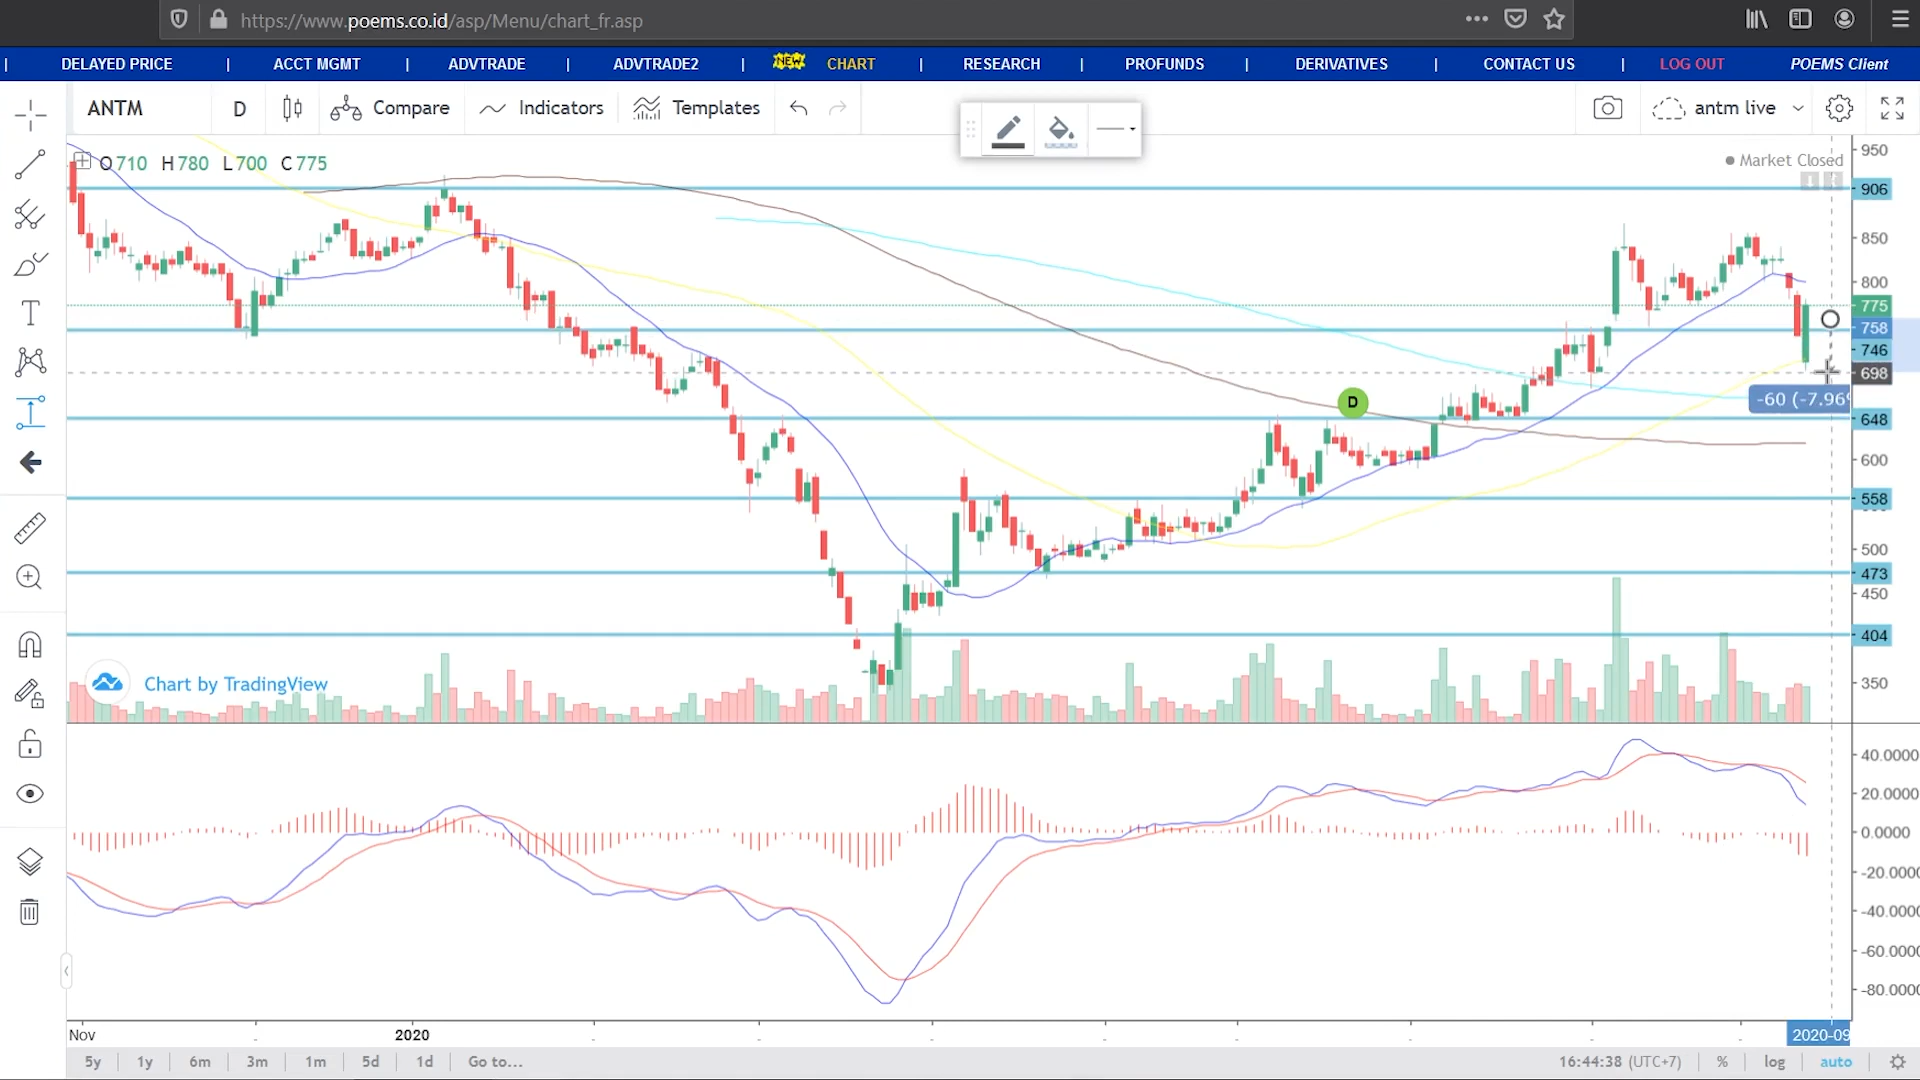 https://www.poems.co.id/asp/Menu/chart_fr.asp
| DELAYED PRICE | ACCT MGMT | ADVTRADE | ADVTRADE2 | NEW CHART | RESEARCH | PROFUNDS | DERIVATIVES | CONTACT US | LOG OUT POEMS Client
ANTM D Compare Indicators Templates antm live
O710 H780 L700 C775
Market Closed
950
906
850
800
775
758
746
698
-60 (-7.96
D
648
600
558
500
473
450
404
350
Chart by TradingView
40.0000
20.0000
0.0000
-20.0000
-40.0000
-60.0000
-80.0000
Nov 2020 2020-09
5y 1y 6m 3m 1m 5d 1d Go to... 16:44:38 (UTC+7) % log auto